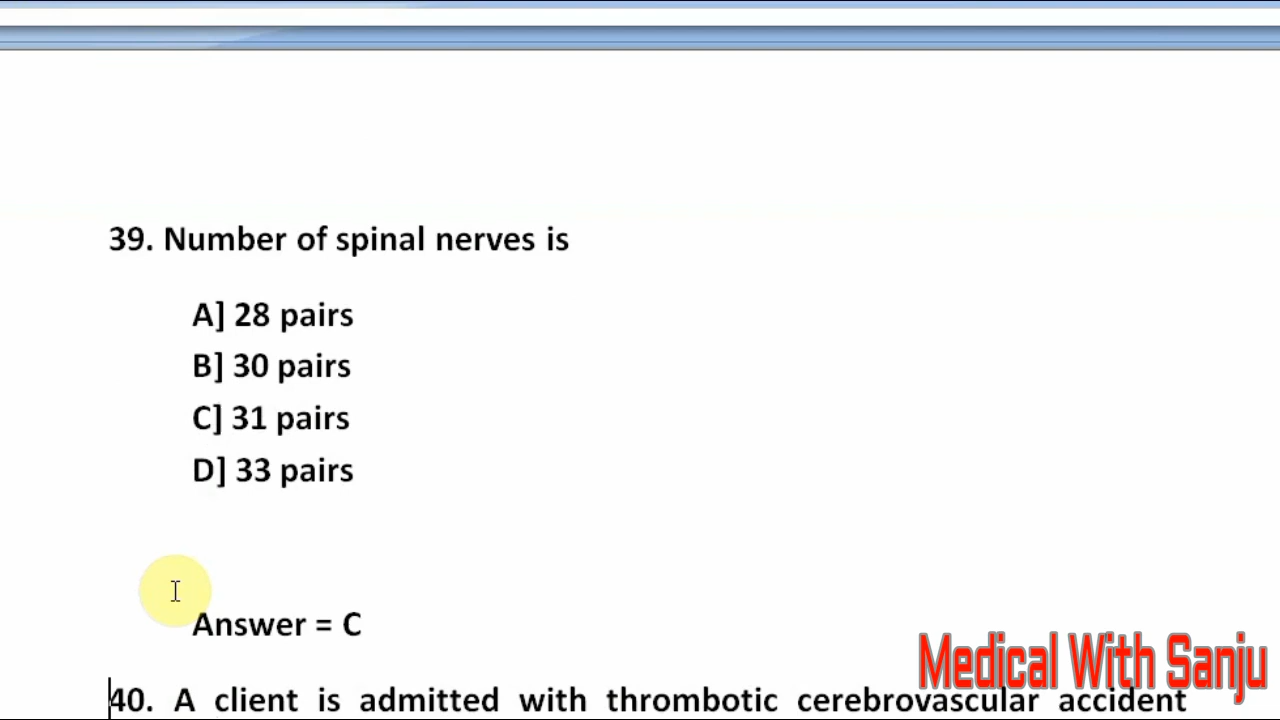 39. Number of spinal nerves is
A] 28 pairs
B] 30 pairs
C] 31 pairs
D] 33 pairs
Answer = C
Medical With Sanju
40. A client is admitted with thrombotic cerebrovascular accident